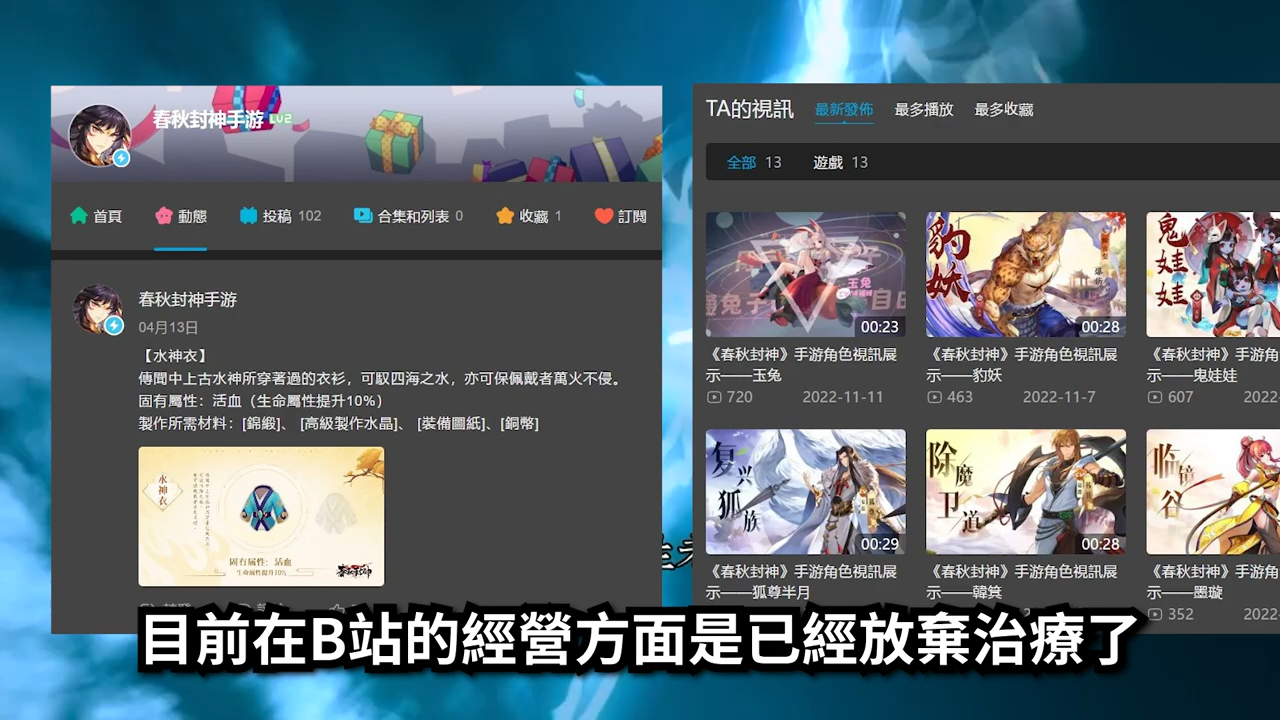 春秋封神手游 LV2
首頁 動態 投稿 102 合集和列表 0 收藏 1 訂閱
春秋封神手游
04月13日
【水神衣】
傳聞中上古水神所穿著過的衣衫，可馭四海之水，亦可保佩戴者萬火不侵。
固有屬性：活血（生命屬性提升10%）
製作所需材料：[錦緞]、 [高級製作水晶]、 [裝備圖紙]、[銅幣]
水神衣
固有属性：活血
生命属性提升10%
TA的視訊 最新發佈 最多播放 最多收藏
全部 13 遊戲 13
玉兔
00:23
豹妖
00:28
鬼娃娃
《春秋封神》手游角色視訊展
示——玉兔
720 2022-11-11
《春秋封神》手游角色視訊展
示——豹妖
463 2022-11-7
《春秋封神》手游角
示——鬼娃娃
607 2022-
复兴狐族
00:29
除魔卫道
00:28
临镜谷
《春秋封神》手游角色視訊展
示——狐尊半月
《春秋封神》手游角色視訊展
示——韓箕
《春秋封神》手游角
示——墨璇
352 2022-
目前在B站的經營方面是已經放棄治療了